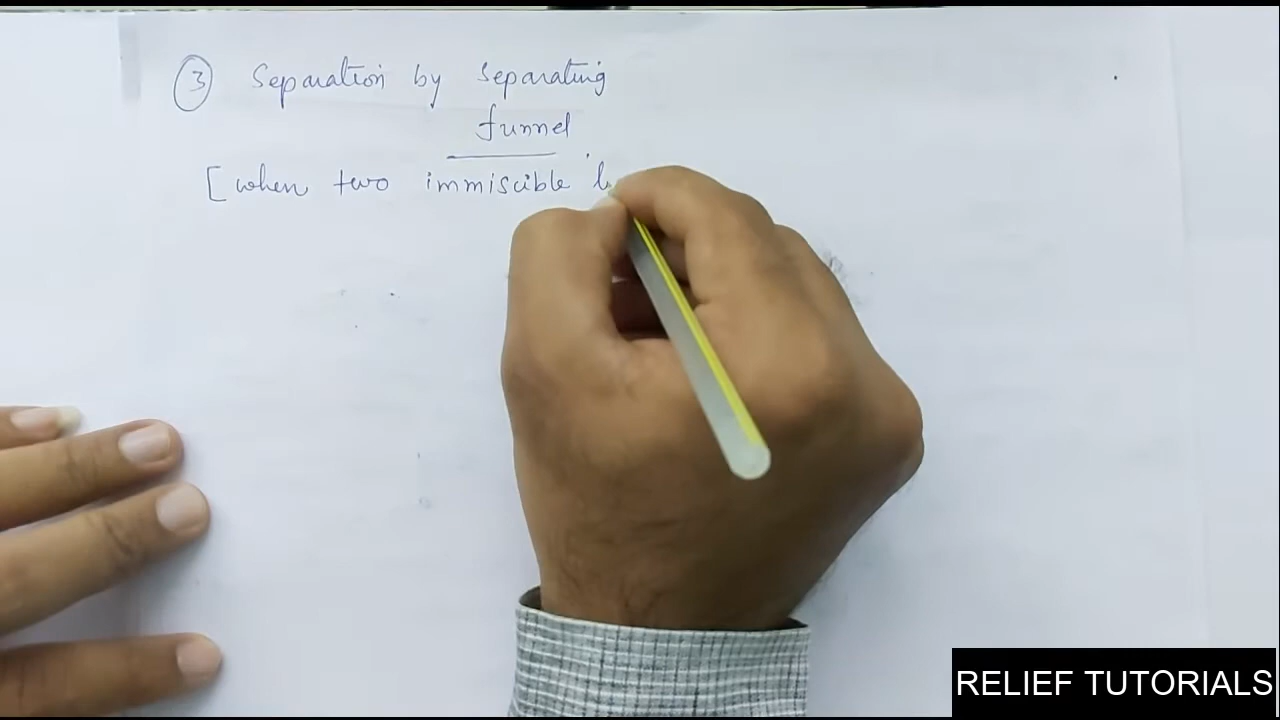 3 Separation by separating
funnel
[when two immiscible
RELIEF TUTORIALS